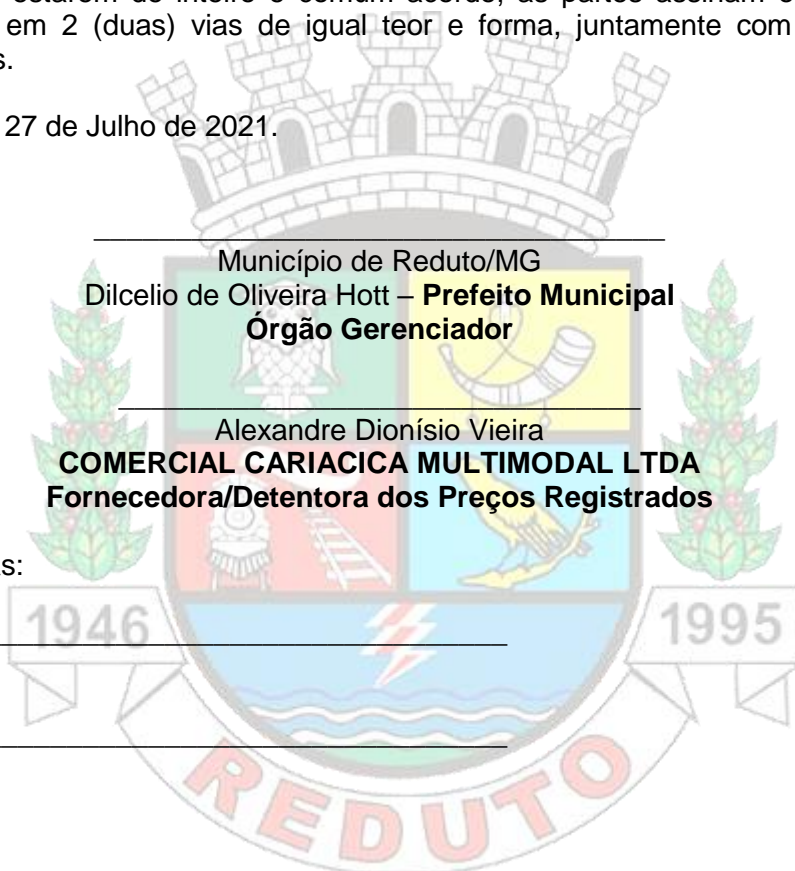 estarem de inteiro e comum acordo, as partes assinam
em 2 (duas) vias de igual teor e forma, juntamente com
27 de Julho de 2021.
Município de Reduto/MG
Dilcelio de Oliveira Hott – Prefeito Municipal
Órgão Gerenciador
Alexandre Dionísio Vieira
COMERCIAL CARIACICA MULTIMODAL LTDA
Fornecedora/Detentora dos Preços Registrados
1946
1995
REDUTO